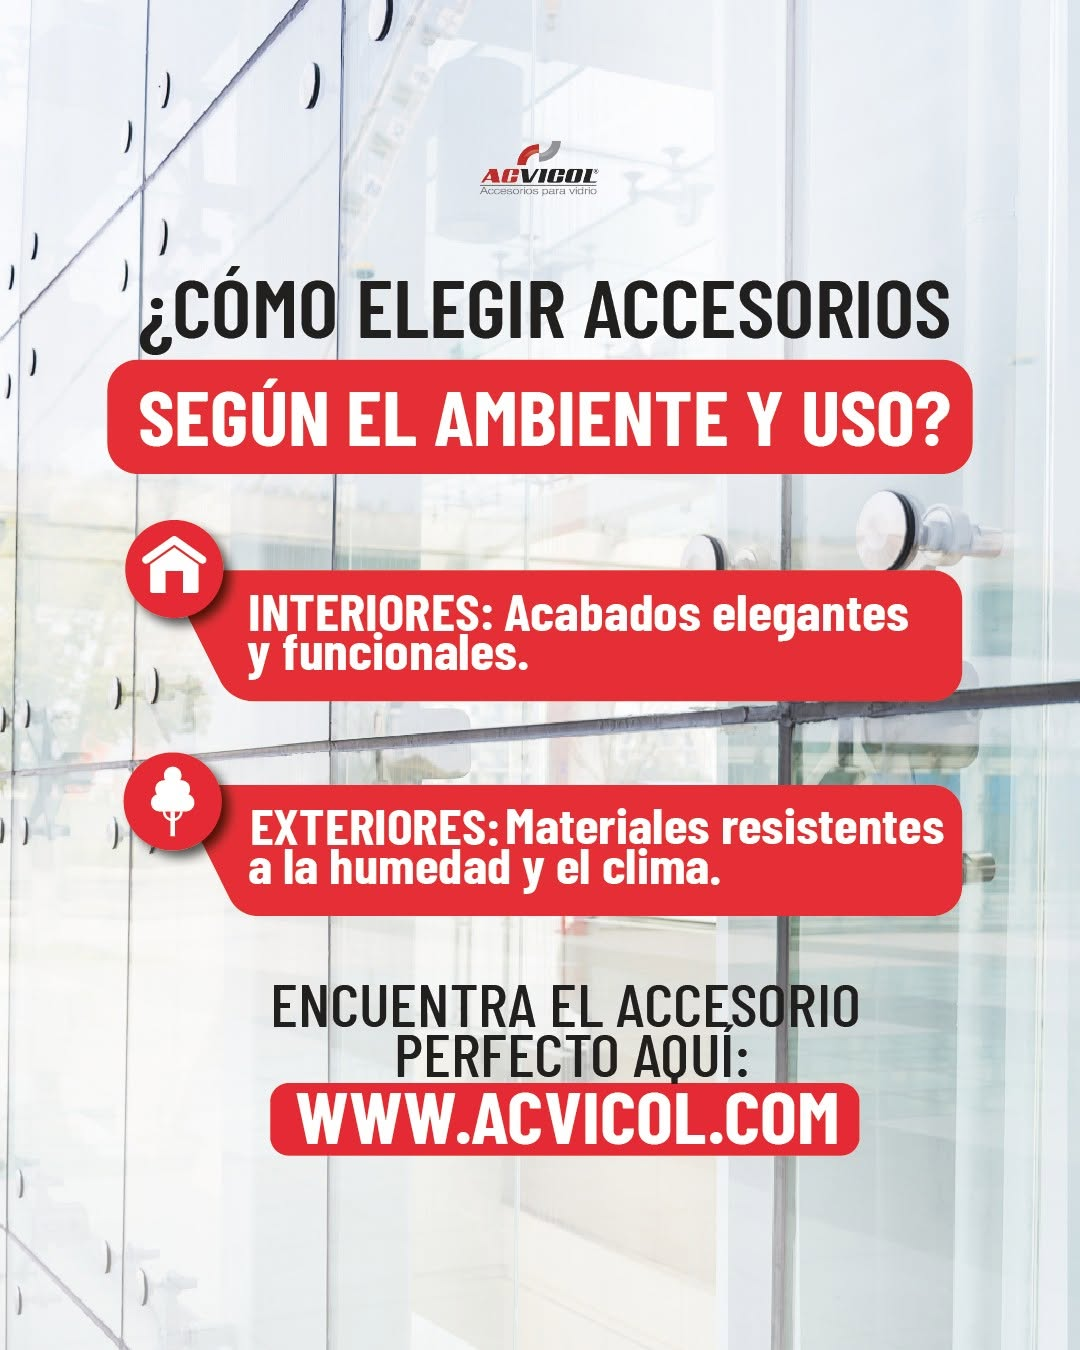 ACVICOL®
Accesorios para vidrio
¿CÓMO ELEGIR ACCESORIOS
SEGÚN EL AMBIENTE Y USO?
INTERIORES: Acabados elegantes
y funcionales.
EXTERIORES: Materiales resistentes
a la humedad y el clima.
ENCUENTRA EL ACCESORIO
PERFECTO AQUÍ:
WWW.ACVICOL.COM